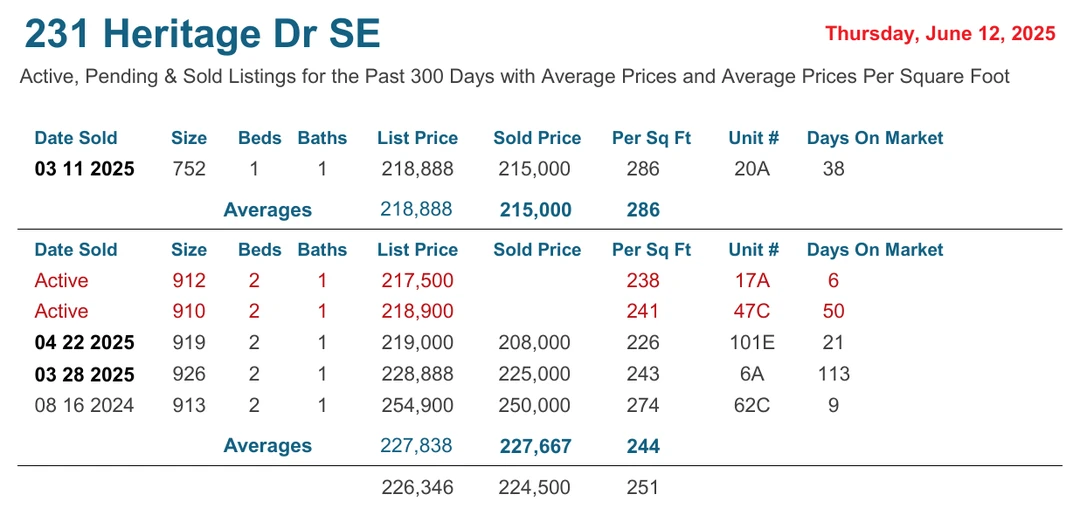 231 Heritage Dr SE
Thursday, June 12, 2025
Active, Pending & Sold Listings for the Past 300 Days with Average Prices and Average Prices Per Square Foot
Date Sold Size Beds Baths List Price Sold Price Per Sq Ft Unit # Days On Market
03 11 2025 752 1 1 218,888 215,000 286 20A 38
Averages 218,888 215,000 286
Date Sold Size Beds Baths List Price Sold Price Per Sq Ft Unit # Days On Market
Active 912 2 1 217,500 238 17A 6
Active 910 2 1 218,900 241 47C 50
04 22 2025 919 2 1 219,000 208,000 226 101E 21
03 28 2025 926 2 1 228,888 225,000 243 6A 113
08 16 2024 913 2 1 254,900 250,000 274 62C 9
Averages 227,838 227,667 244
226,346 224,500 251